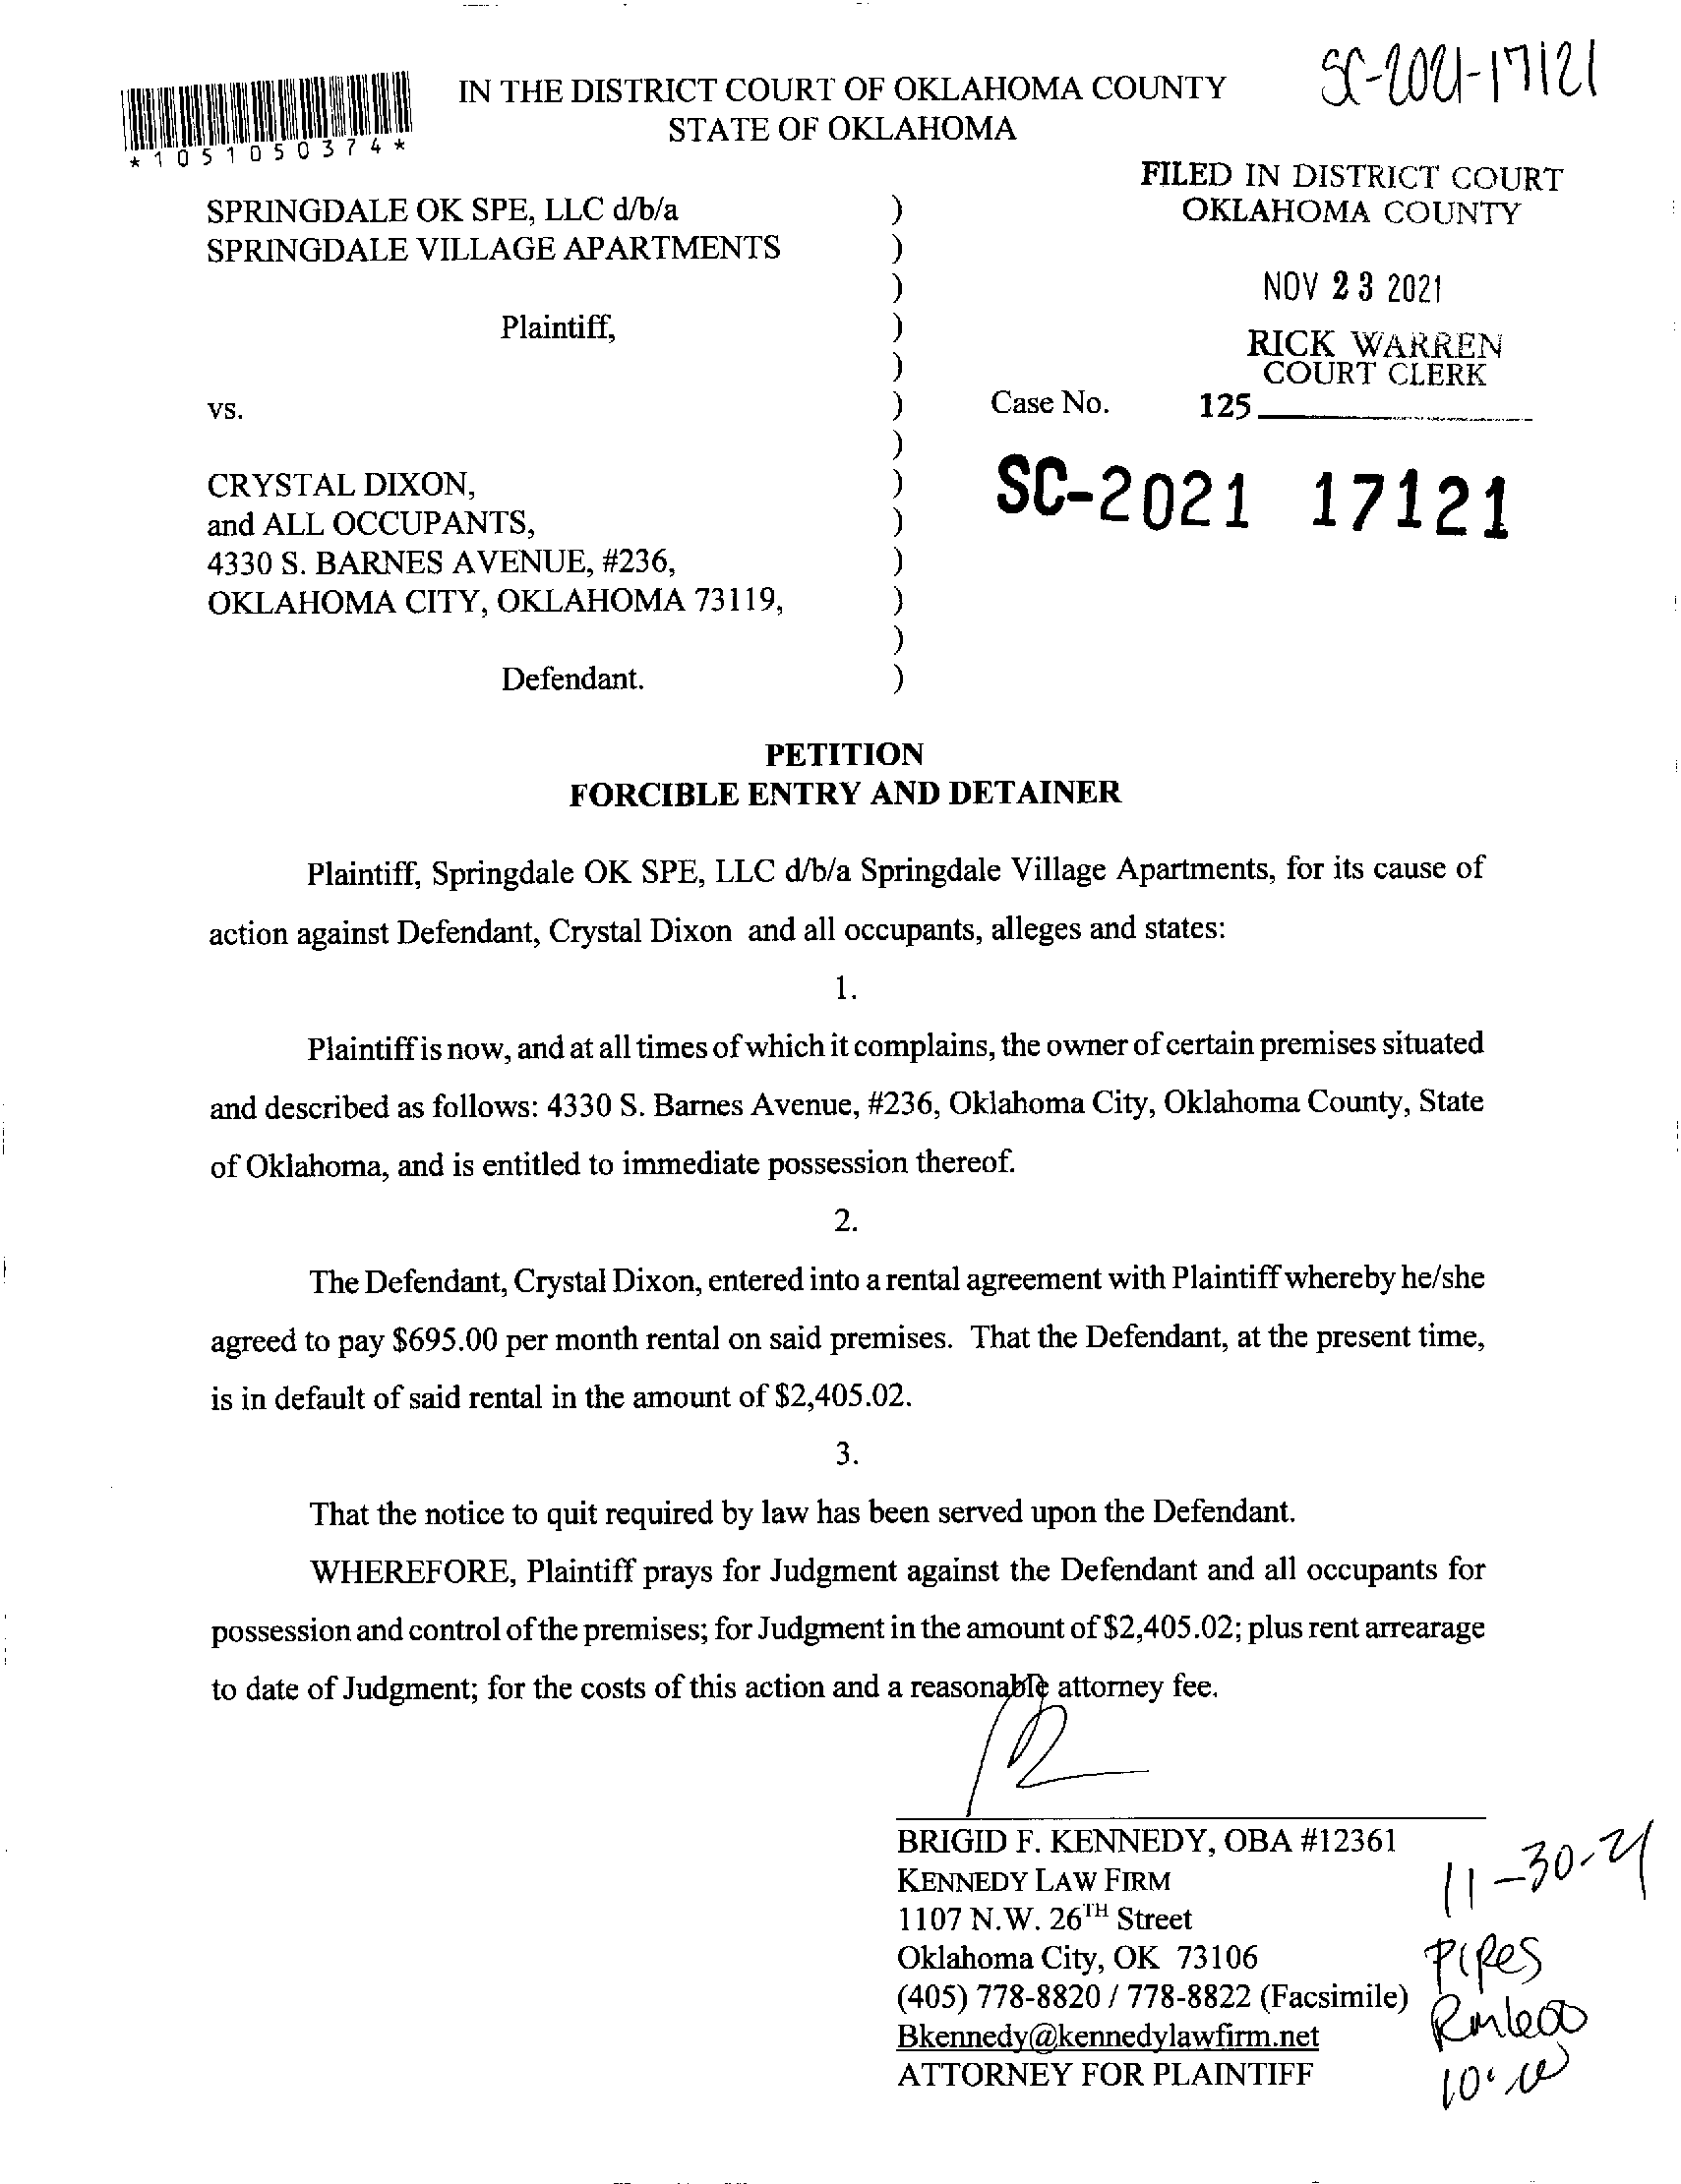 SC-2021-17121
IN THE DISTRICT COURT OF OKLAHOMA COUNTY
STATE OF OKLAHOMA
*1051050374*
FILED IN DISTRICT COURT
OKLAHOMA COUNTY
NOV 23 2021
RICK WARREN
COURT CLERK
125
SPRINGDALE OK SPE, LLC d/b/a )
SPRINGDALE VILLAGE APARTMENTS )
)
Plaintiff, )
)
vs. ) Case No.
)
CRYSTAL DIXON, ) SC-2021 17121
and ALL OCCUPANTS, )
4330 S. BARNES AVENUE, #236, )
OKLAHOMA CITY, OKLAHOMA 73119, )
)
Defendant. )
PETITION
FORCIBLE ENTRY AND DETAINER
Plaintiff, Springdale OK SPE, LLC d/b/a Springdale Village Apartments, for its cause of
action against Defendant, Crystal Dixon and all occupants, alleges and states:
1.
Plaintiff is now, and at all times of which it complains, the owner of certain premises situated
and described as follows: 4330 S. Barnes Avenue, #236, Oklahoma City, Oklahoma County, State
of Oklahoma, and is entitled to immediate possession thereof.
2.
The Defendant, Crystal Dixon, entered into a rental agreement with Plaintiff whereby he/she
agreed to pay $695.00 per month rental on said premises. That the Defendant, at the present time,
is in default of said rental in the amount of $2,405.02.
3.
That the notice to quit required by law has been served upon the Defendant.
WHEREFORE, Plaintiff prays for Judgment against the Defendant and all occupants for
possession and control of the premises; for Judgment in the amount of $2,405.02; plus rent arrearage
to date of Judgment; for the costs of this action and a reasonable attorney fee.
BRIGID F. KENNEDY, OBA #12361
KENNEDY LAW FIRM
1107 N.W. 26TH Street
Oklahoma City, OK 73106
(405) 778-8820 / 778-8822 (Facsimile)
Bkennedy@kennedylawfirm.net
ATTORNEY FOR PLAINTIFF
11-30-21
Pipes